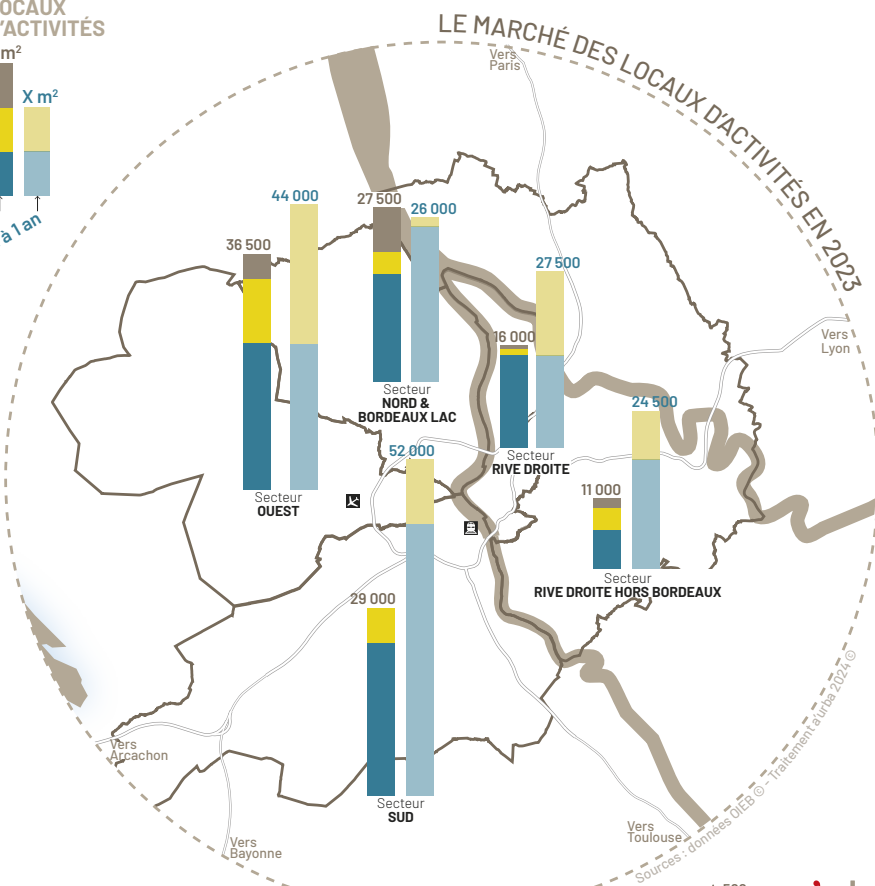 OCAUX
'ACTIVITÉS
m²
X m²
à 1 an
LE MARCHÉ DES LOCAUX D'ACTIVITÉS EN 2023
Vers
Paris
44 000
27 500
26 000
36 500
27 500
16 000
Vers
Lyon
Secteur
NORD &
BORDEAUX LAC
24 500
52 000
Secteur
RIVE DROITE
11 000
Secteur
OUEST
Secteur
RIVE DROITE HORS BORDEAUX
29 000
Vers
Arcachon
Secteur
SUD
Vers
Toulouse
Vers
Bayonne
Sources : données OIEB © - Traitement a'urba 2024 ©